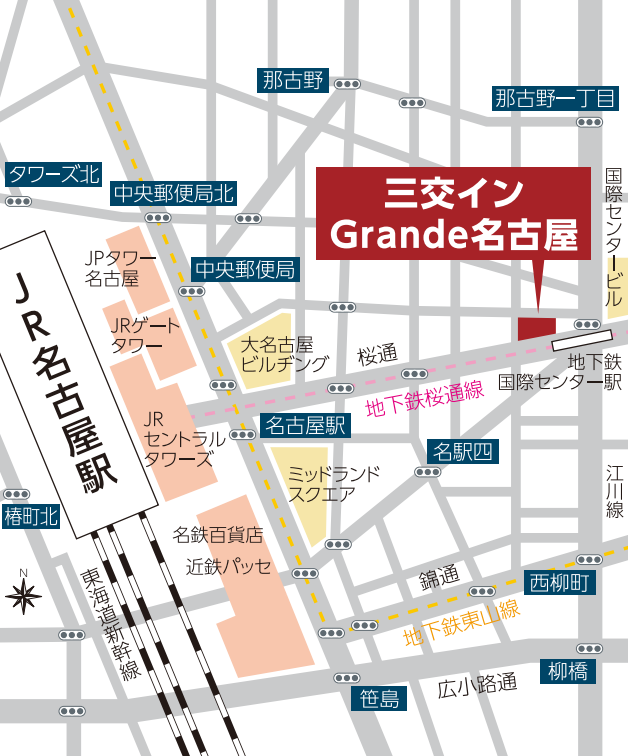 那古野
那古野一丁目
タワーズ北
中央郵便局北
三交イン
Grande名古屋
国際センタービル
JPタワー
名古屋
中央郵便局
JR名古屋駅
JRゲート
タワー
大名古屋
ビルヂング
桜通
地下鉄
国際センター駅
地下鉄桜通線
JR
セントラル
タワーズ
名古屋駅
名駅四
ミッドランド
スクエア
江川線
椿町北
名鉄百貨店
近鉄パッセ
N
東海道新幹線
錦通
西柳町
地下鉄東山線
柳橋
笹島
広小路通